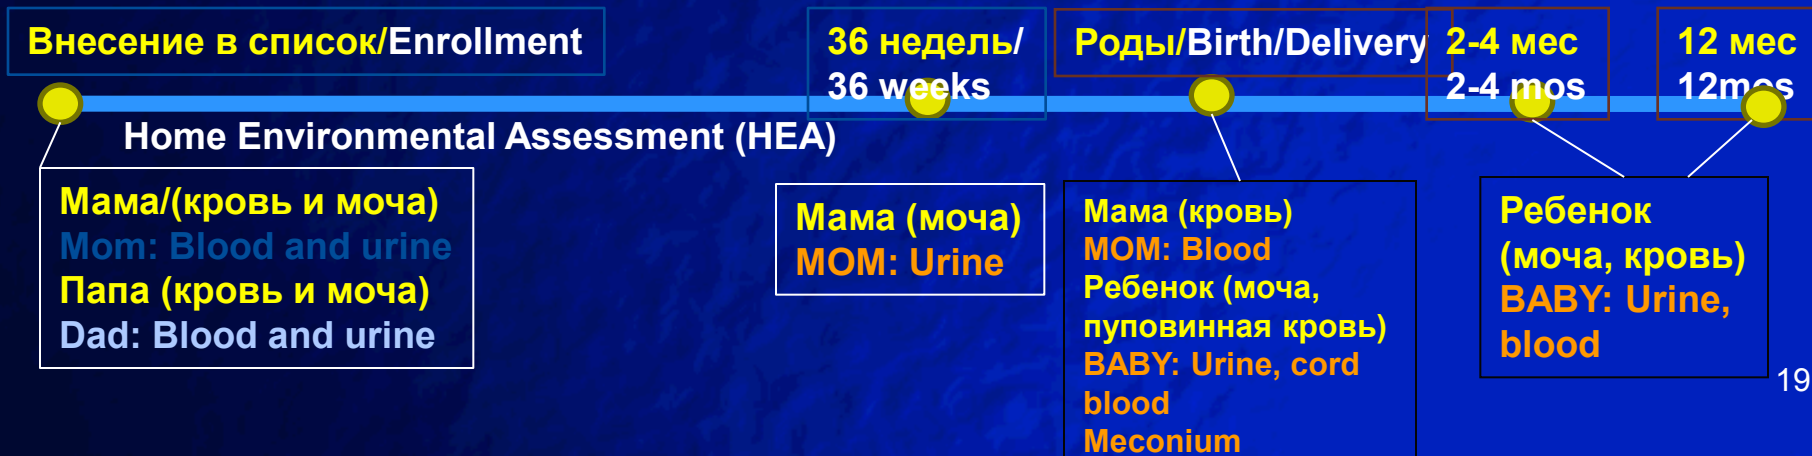 Внесение в список/Enrollment
36 недель/
36 weeks
Роды/Birth/Delivery
2-4 мес
2-4 mos
12 мес
12mos
Home Environmental Assessment (HEA)
Мама/(кровь и моча)
Mom: Blood and urine
Папа (кровь и моча)
Dad: Blood and urine
Мама (моча)
MOM: Urine
Мама (кровь)
MOM: Blood
Ребенок (моча,
пуповинная кровь)
BABY: Urine, cord
blood
Meconium
Ребенок
(моча, кровь)
BABY: Urine,
blood
19